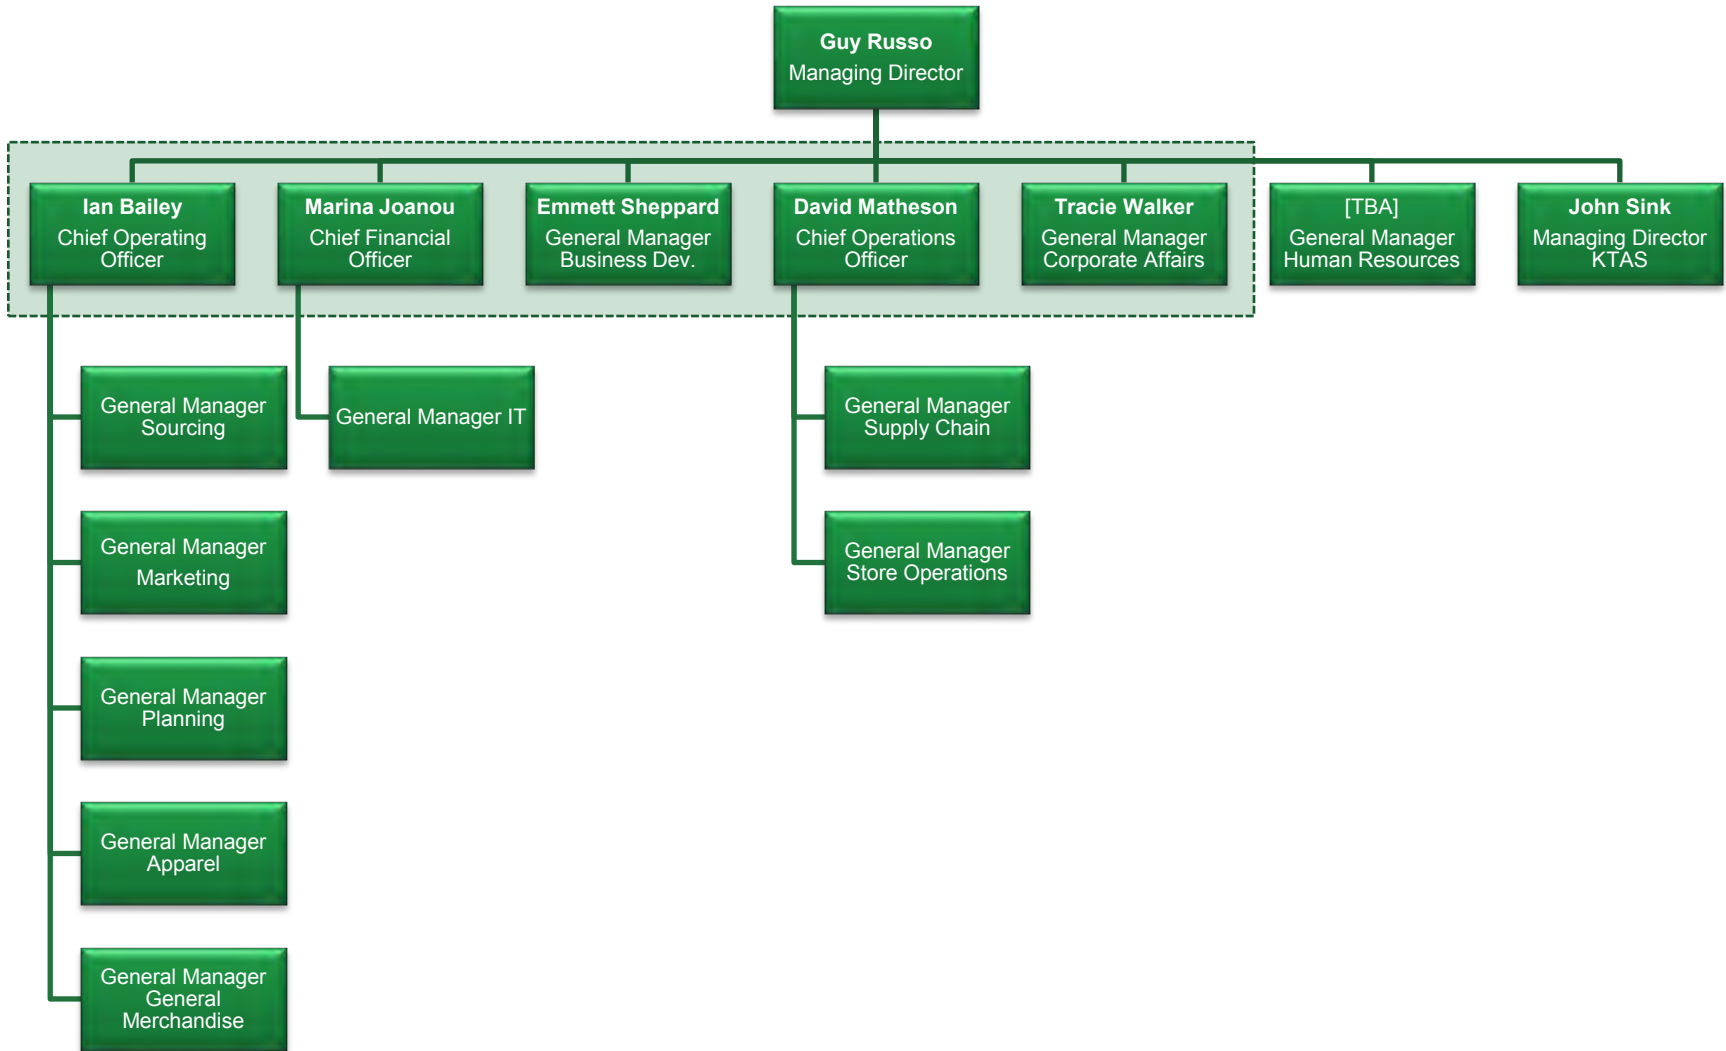 Guy Russo
Managing Director
Ian Bailey
Chief Operating
Officer
Marina Joanou
Chief Financial
Officer
Emmett Sheppard
General Manager
Business Dev.
David Matheson
Chief Operations
Officer
Tracie Walker
General Manager
Corporate Affairs
[TBA]
General Manager
Human Resources
John Sink
Managing Director
KTAS
General Manager
Sourcing
General Manager IT
General Manager
Supply Chain
General Manager
Marketing
General Manager
Store Operations
General Manager
Planning
General Manager
Apparel
General Manager
General
Merchandise